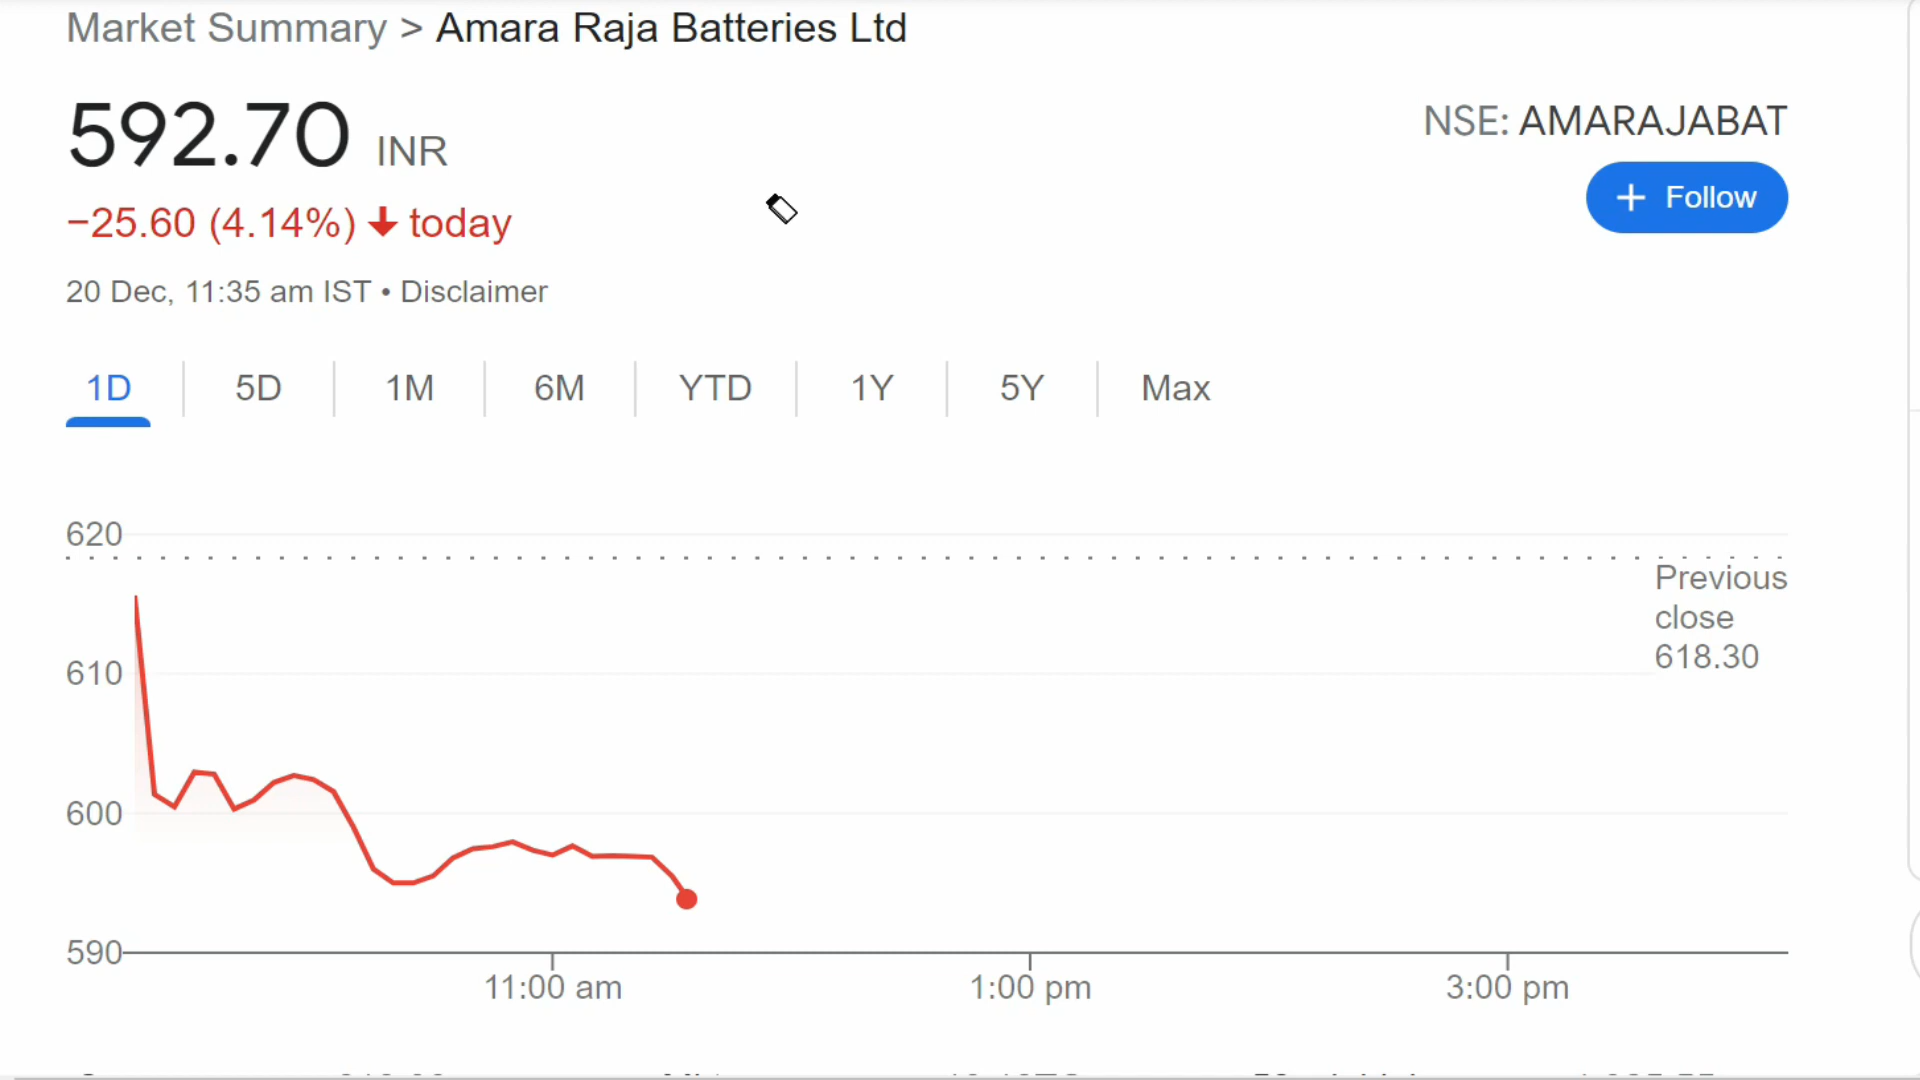 Market Summary > Amara Raja Batteries Ltd
592.70 INR
NSE: AMARAJABAT
−25.60 (4.14%) ↓ today
+ Follow
20 Dec, 11:35 am IST • Disclaimer
1D 5D 1M 6M YTD 1Y 5Y Max
620
Previous
close
618.30
610
600
590
11:00 am 1:00 pm 3:00 pm